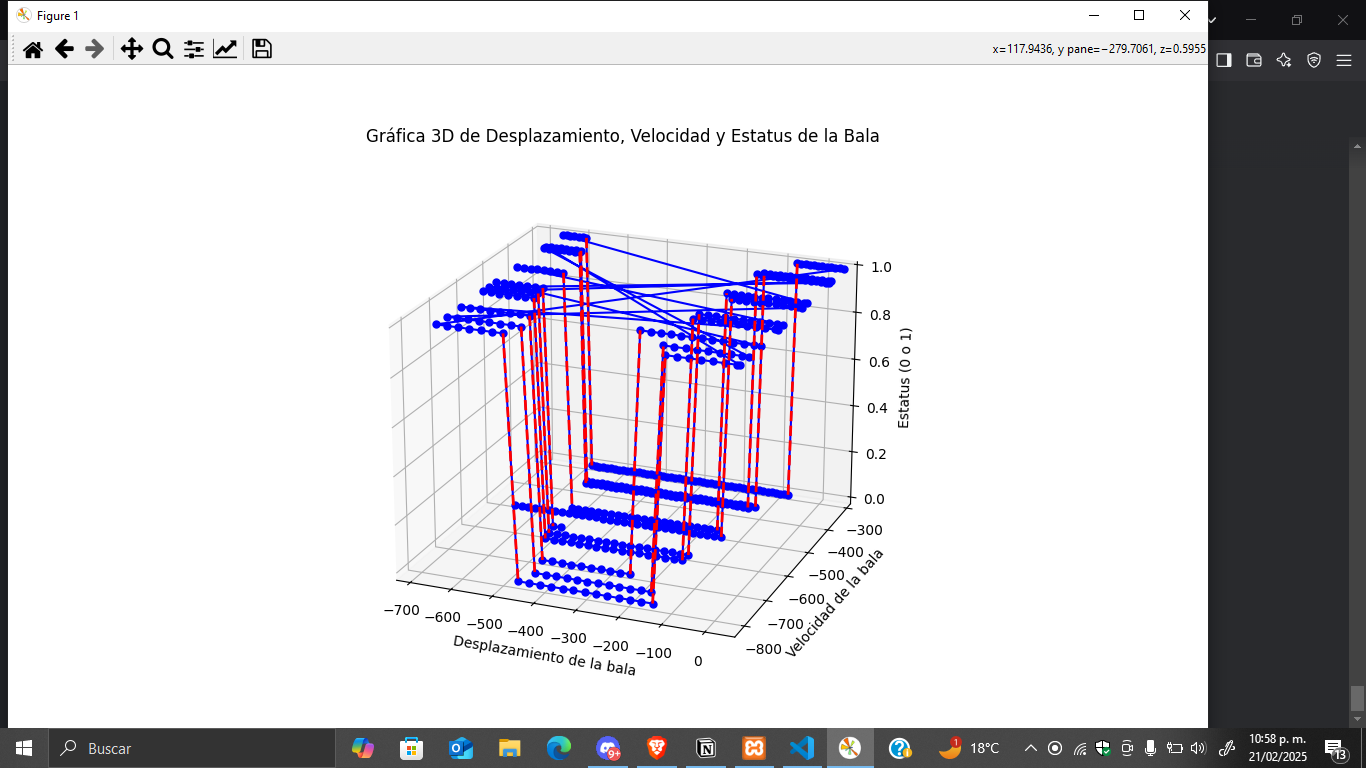 Figure 1
x=117.9436, y pane=−279.7061, z=0.5955
Gráfica 3D de Desplazamiento, Velocidad y Estatus de la Bala
1.0
0.8
0.6
0.4
0.2
0.0
Estatus (0 o 1)
−300
−400
−500
−600
−700
−800
Velocidad de la bala
−700
−600
−500
−400
−300
−200
−100
0
Desplazamiento de la bala
Buscar
9+
1
18°C
10:58 p. m.
21/02/2025
13